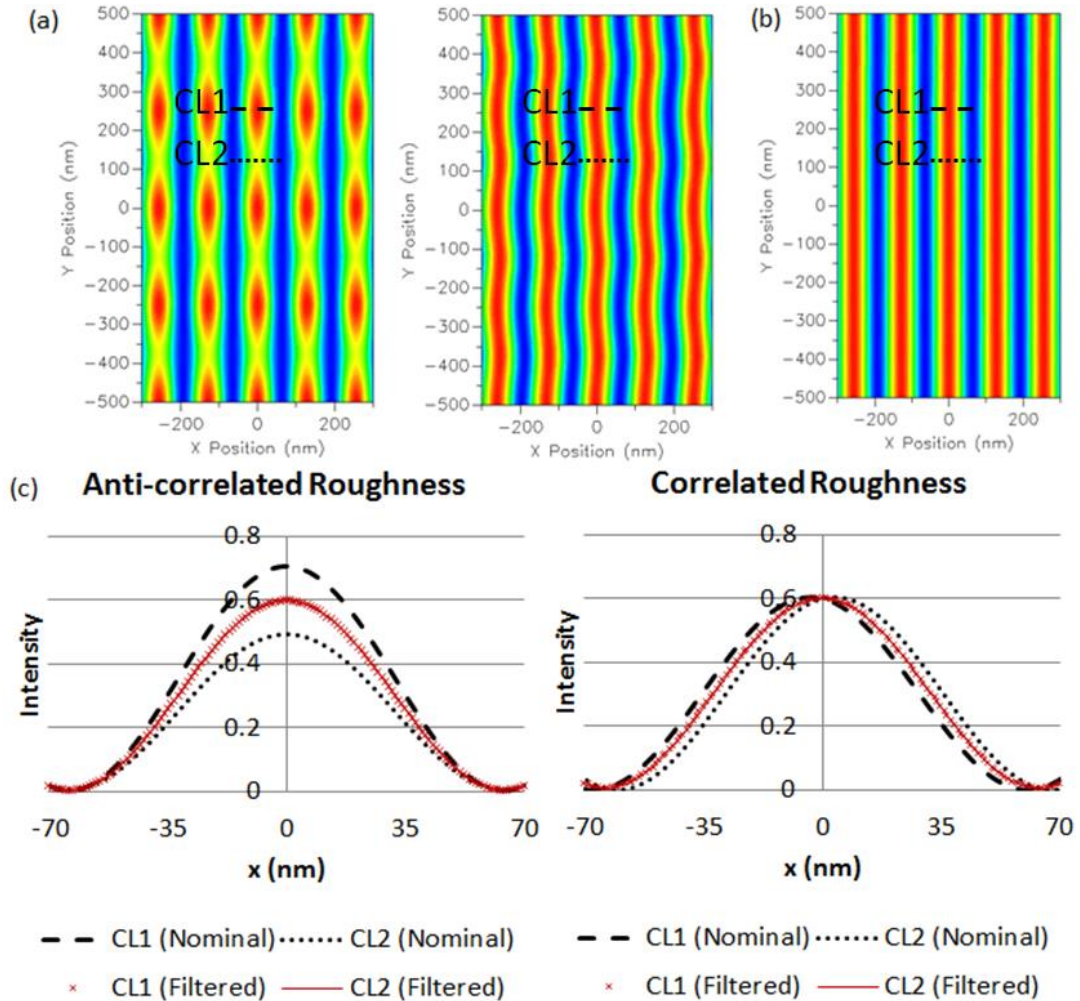 (a)
(b)
500
400
300
200
100
0
-100
-200
-300
-400
-500
Y Position (nm)
CL1
CL2
-200
0
200
X Position (nm)
500
400
300
200
100
0
-100
-200
-300
-400
-500
Y Position (nm)
CL1
CL2
-200
0
200
X Position (nm)
500
400
300
200
100
0
-100
-200
-300
-400
-500
Y Position (nm)
CL1
CL2
-200
0
200
X Position (nm)
(c)
Anti-correlated Roughness
0.8
0.6
0.4
0.2
0
Intensity
-70
-35
0
35
70
x (nm)
CL1 (Nominal)
CL2 (Nominal)
CL1 (Filtered)
CL2 (Filtered)
Correlated Roughness
0.8
0.6
0.4
0.2
0
Intensity
-70
-35
0
35
70
x (nm)
CL1 (Nominal)
CL2 (Nominal)
CL1 (Filtered)
CL2 (Filtered)